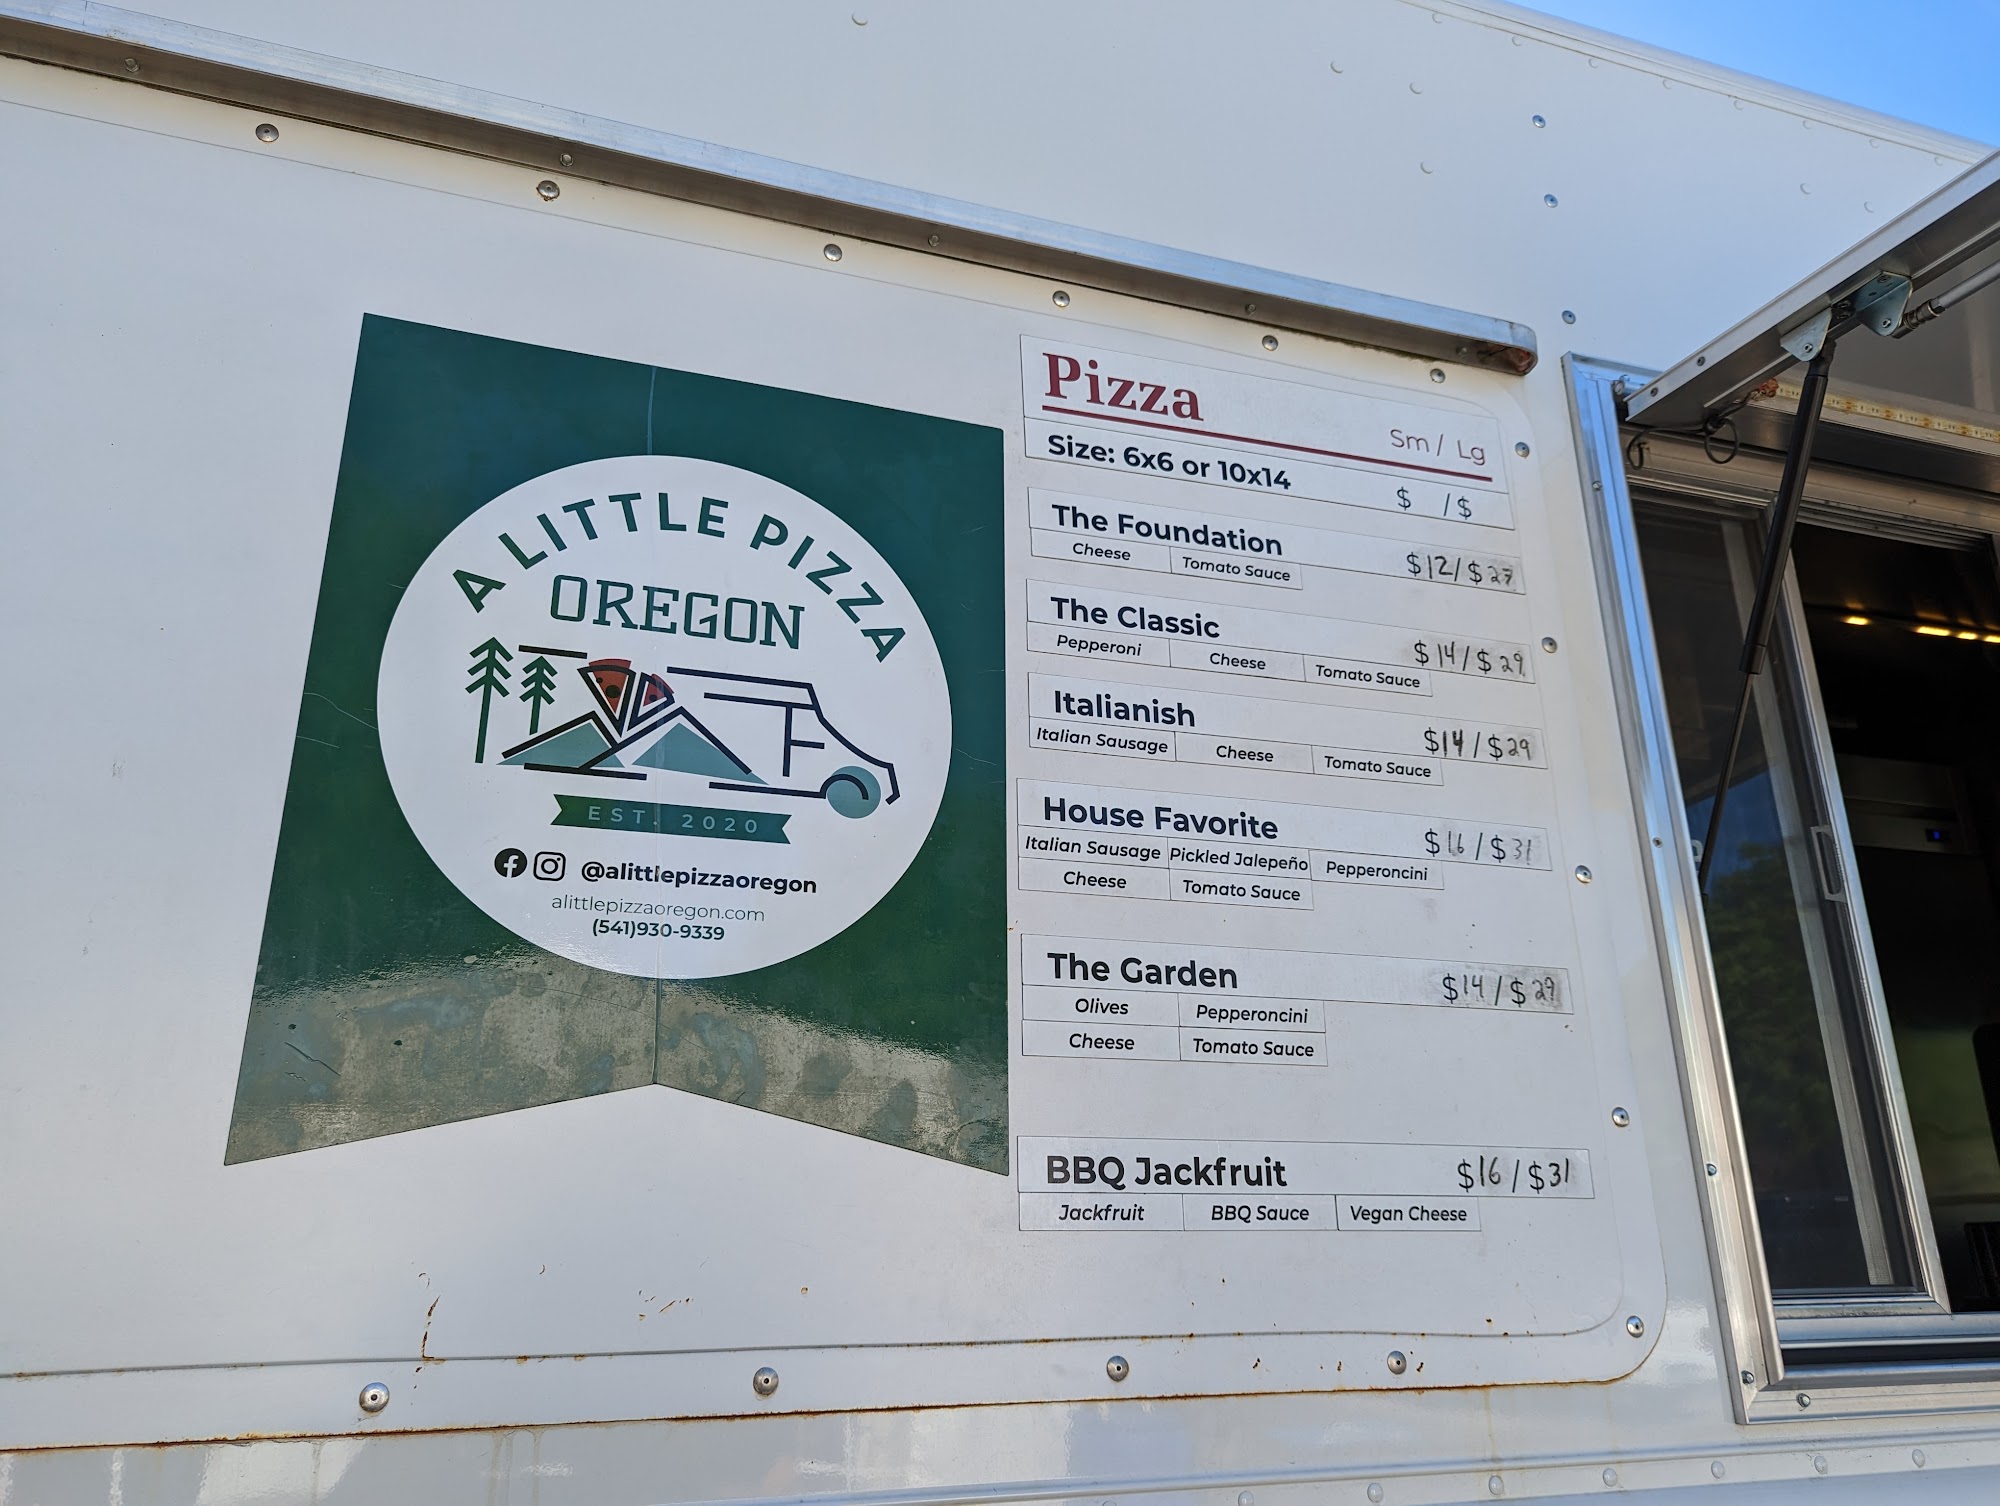 A LITTLE PIZZA
OREGON
EST. 2020
@alittlepizzaoregon
alittlepizzaoregon.com
(541)930-9339
Pizza
Sm / Lg
Size: 6x6 or 10x14 $ / $
The Foundation $12/$27
Cheese Tomato Sauce
The Classic $14/$29
Pepperoni Cheese Tomato Sauce
Italianish $14/$29
Italian Sausage Cheese Tomato Sauce
House Favorite $16/$31
Italian Sausage Pickled Jalepeño Pepperoncini
Cheese Tomato Sauce
The Garden $14/$29
Olives Pepperoncini
Cheese Tomato Sauce
BBQ Jackfruit $16/$31
Jackfruit BBQ Sauce Vegan Cheese